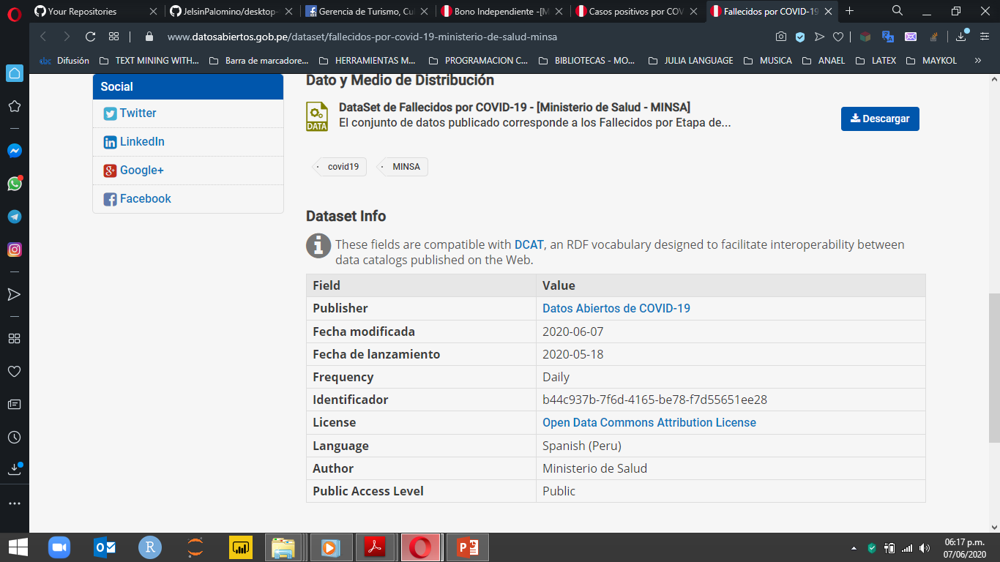 Your Repositories
JelsinPalomino/desktop-
Gerencia de Turismo, Cu
Bono Independiente -[M
Casos positivos por COV
Fallecidos por COVID-19
www.datosabiertos.gob.pe/dataset/fallecidos-por-covid-19-ministerio-de-salud-minsa
abc Difusión
TEXT MINING WITH...
Barra de marcadore...
HERRAMIENTAS M...
PROGRAMACION C...
BIBLIOTECAS - MO...
JULIA LANGUAGE
MUSICA
ANAEL
LATEX
MAYKOL
Social
Twitter
LinkedIn
Google+
Facebook
Dato y Medio de Distribución
DATA
DataSet de Fallecidos por COVID-19 - [Ministerio de Salud - MINSA]
El conjunto de datos publicado corresponde a los Fallecidos por Etapa de...
Descargar
covid19
MINSA
Dataset Info
These fields are compatible with DCAT, an RDF vocabulary designed to facilitate interoperability between
data catalogs published on the Web.
Field Value
Publisher Datos Abiertos de COVID-19
Fecha modificada 2020-06-07
Fecha de lanzamiento 2020-05-18
Frequency Daily
Identificador b44c937b-7f6d-4165-be78-f7d55651ee28
License Open Data Commons Attribution License
Language Spanish (Peru)
Author Ministerio de Salud
Public Access Level Public
06:17 p.m.
07/06/2020